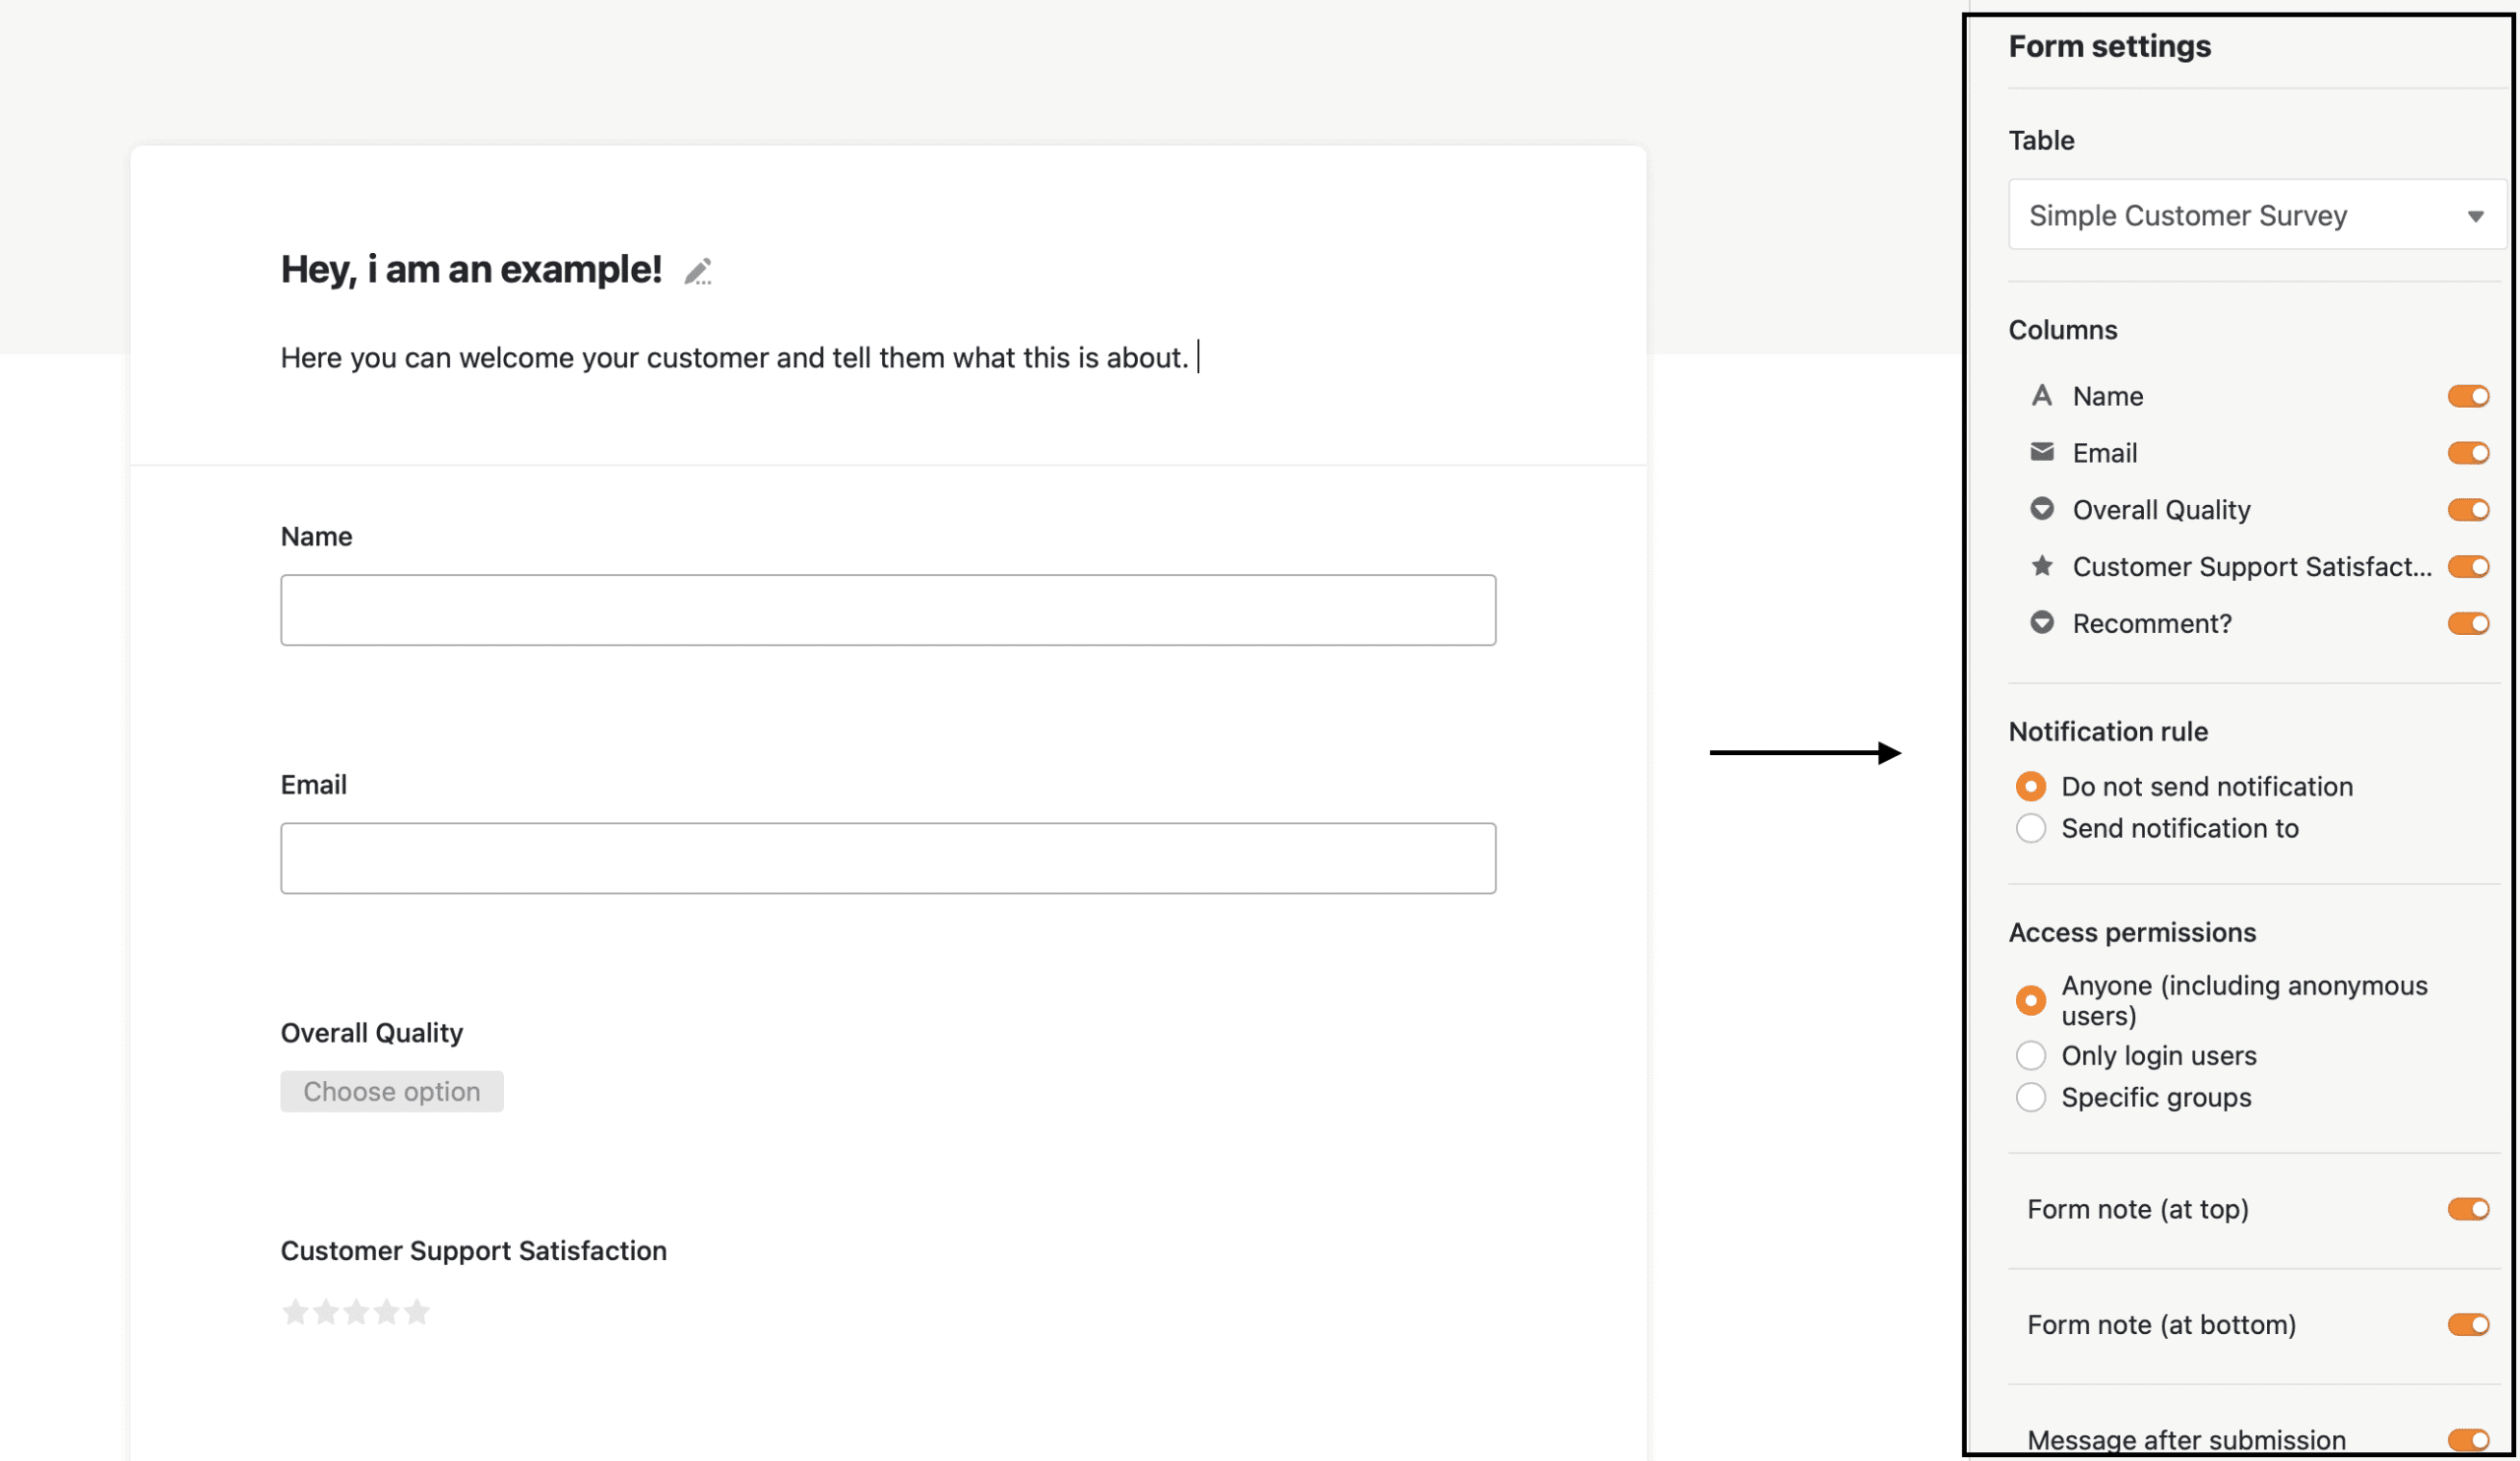 Hey, i am an example!
Here you can welcome your customer and tell them what this is about.
Name
Email
Overall Quality
Choose option
Customer Support Satisfaction
Form settings
Table
Simple Customer Survey
Columns
Name
Email
Overall Quality
Customer Support Satisfact...
Recomment?
Notification rule
Do not send notification
Send notification to
Access permissions
Anyone (including anonymous
users)
Only login users
Specific groups
Form note (at top)
Form note (at bottom)
Message after submission